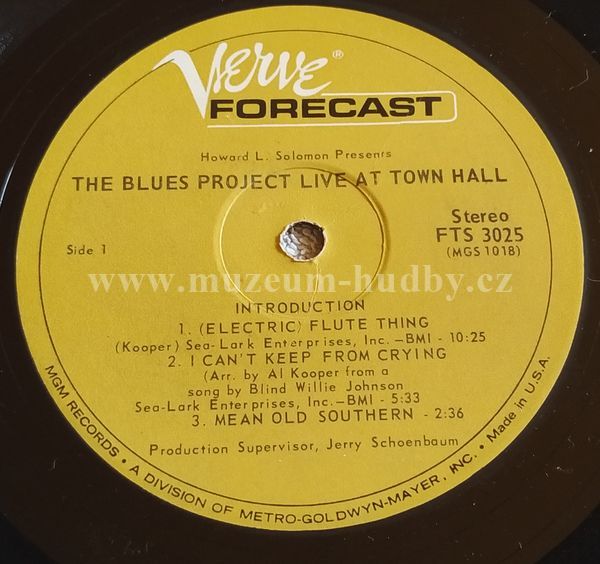 Verve®
FORECAST
Howard L. Solomon Presents
THE BLUES PROJECT LIVE AT TOWN HALL
Stereo
Side 1
FTS 3025
(MGS 1018)
www.muzeum-hudby.cz
INTRODUCTION
1. (ELECTRIC) FLUTE THING
(Kooper) Sea-Lark Enterprises, Inc.–BMI - 10:25
2. I CAN'T KEEP FROM CRYING
(Arr. by Al Kooper from a
song by Blind Willie Johnson
Sea-Lark Enterprises, Inc.–BMI - 5:33
3. MEAN OLD SOUTHERN - 2:36
Production Supervisor, Jerry Schoenbaum
MGM RECORDS • A DIVISION OF METRO-GOLDWYN-MAYER, INC. • Made in U.S.A.